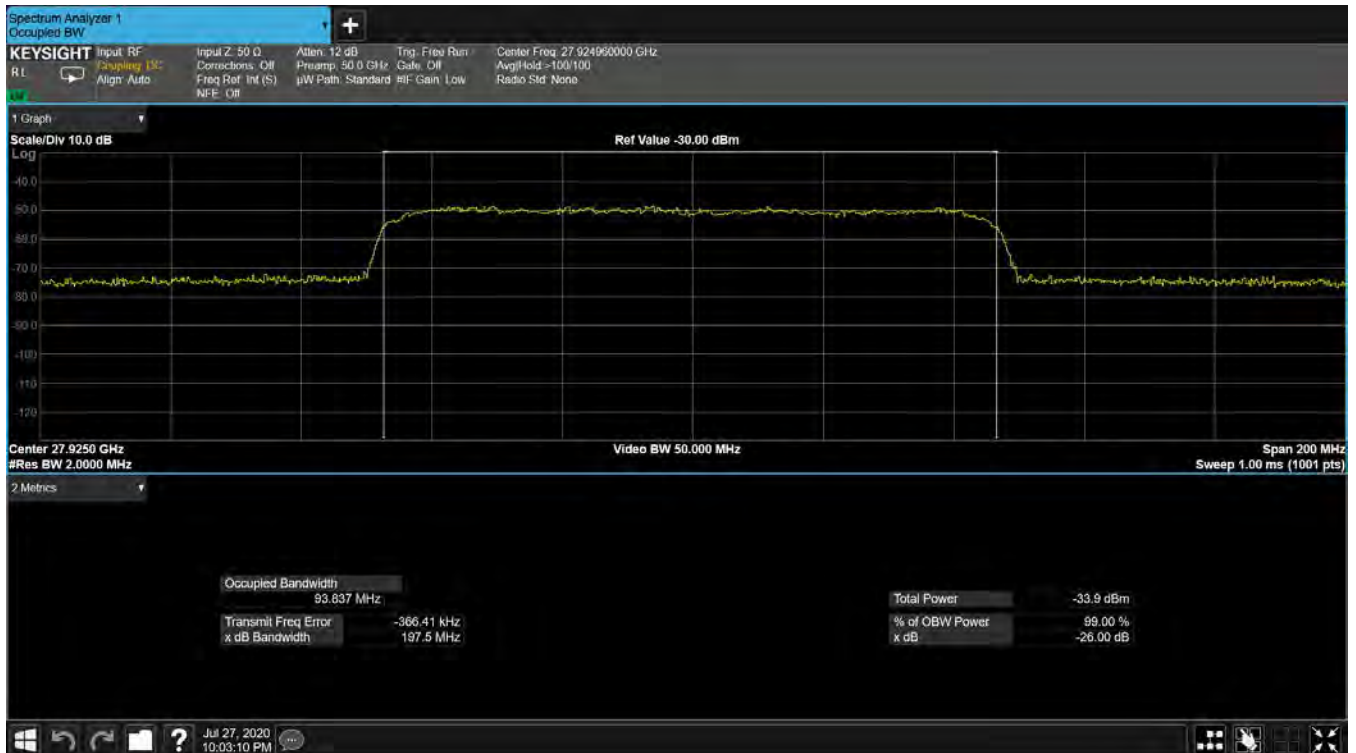 Spectrum Analyzer 1
Occupied BW
KEYSIGHT Input: RF Input Z: 50 Ω Atten: 12 dB Trig: Free Run Center Freq: 27.924960000 GHz
RL Coupling: DC Corrections: Off Preamp: 50.0 GHz Gate: Off Avg|Hold:>100/100
Align: Auto Freq Ref: Int (S) µW Path: Standard #IF Gain: Low Radio Std: None
NFE: Off
1 Graph
Scale/Div 10.0 dB Ref Value -30.00 dBm
Log
-40.0
-50.0
-60.0
-70.0
-80.0
-90.0
-100
-110
-120
Center 27.9250 GHz Video BW 50.000 MHz Span 200 MHz
#Res BW 2.0000 MHz Sweep 1.00 ms (1001 pts)
2 Metrics
Occupied Bandwidth
93.837 MHz
Total Power -33.9 dBm
Transmit Freq Error -366.41 kHz % of OBW Power 99.00 %
x dB Bandwidth 197.5 MHz x dB -26.00 dB
? Jul 27, 2020
10:03:10 PM